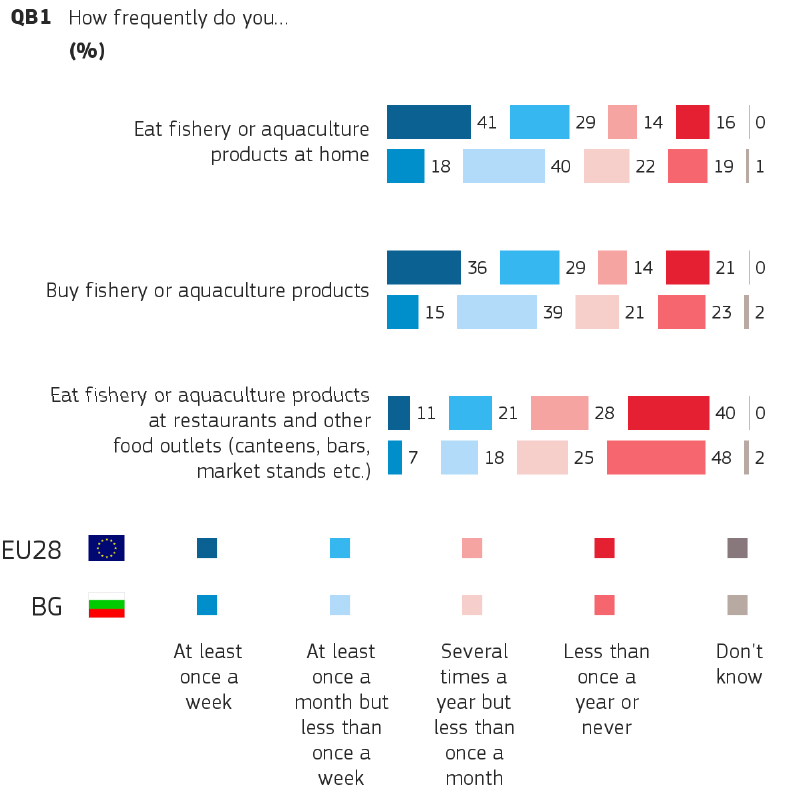 QB1 How frequently do you...
(%)
Eat fishery or aquaculture
products at home
41 29 14 16 0
18 40 22 19 1
Buy fishery or aquaculture products
36 29 14 21 0
15 39 21 23 2
Eat fishery or aquaculture products
at restaurants and other
food outlets (canteens, bars,
market stands etc.)
11 21 28 40 0
7 18 25 48 2
EU28
BG
At least
once a
week
At least
once a
month but
less than
once a
week
Several
times a
year but
less than
once a
month
Less than
once a
year or
never
Don't
know